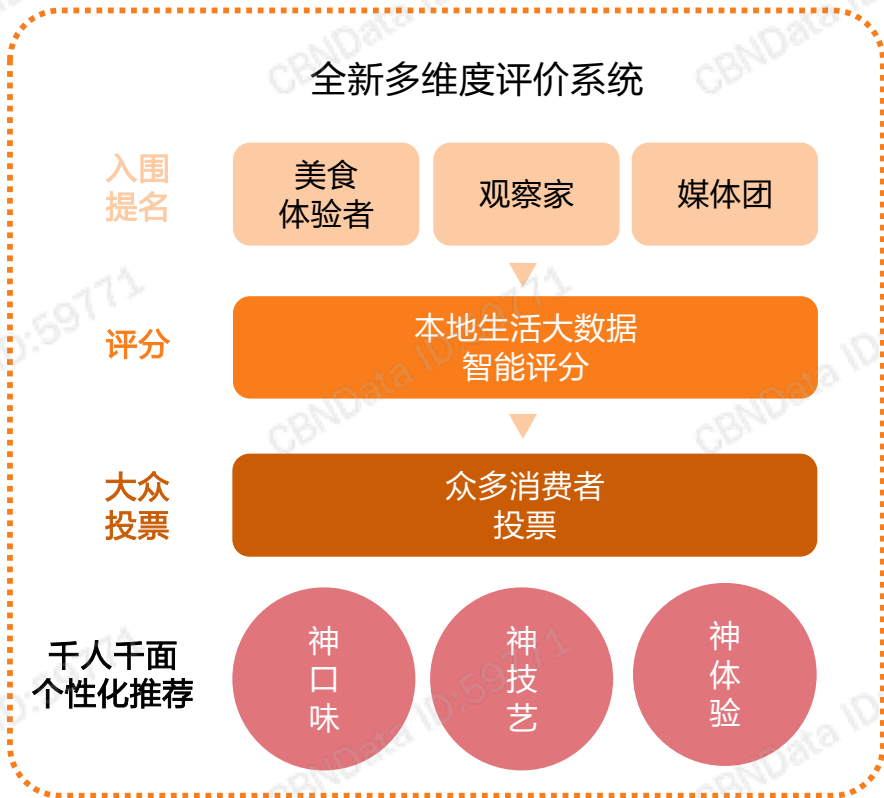 全新多维度评价系统
入围
提名
美食
体验者
观察家
媒体团
评分
本地生活大数据
智能评分
大众
投票
众多消费者
投票
千人千面
个性化推荐
神
口
味
神
技
艺
神
体
验
CBNData ID:59771